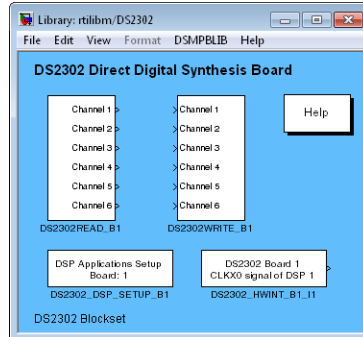 Library: rtilibm/DS2302
File Edit View Format DSMPBLIB Help
DS2302 Direct Digital Synthesis Board
Channel 1
Channel 2
Channel 3
Channel 4
Channel 5
Channel 6
DS2302READ_B1
Channel 1
Channel 2
Channel 3
Channel 4
Channel 5
Channel 6
DS2302WRITE_B1
Help
DSP Applications Setup
Board: 1
DS2302_DSP_SETUP_B1
DS2302 Board 1
CLKX0 signal of DSP 1
DS2302_HWINT_B1_I1
DS2302 Blockset